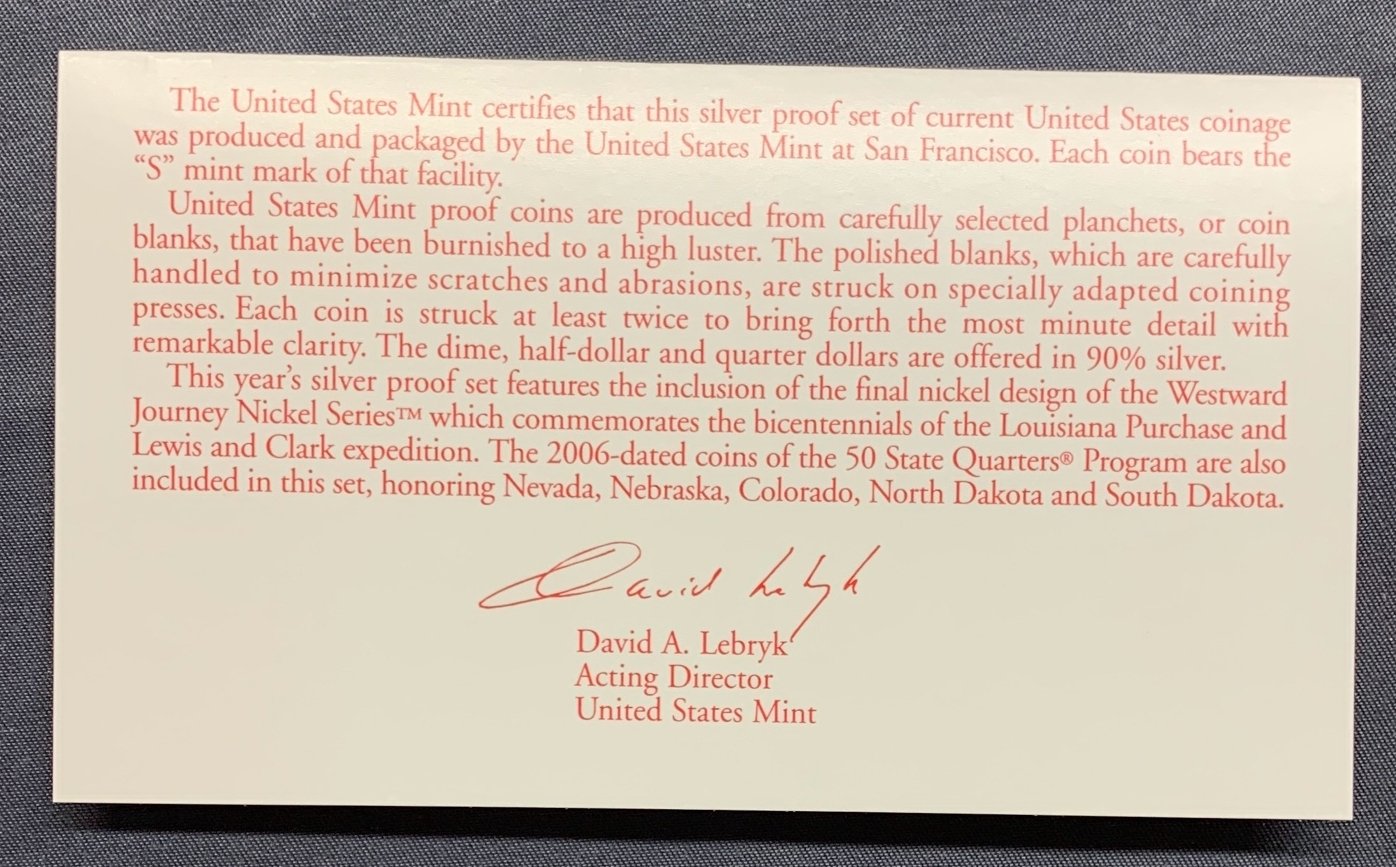 The United States Mint certifies that this silver proof set of current United States coinage
was produced and packaged by the United States Mint at San Francisco. Each coin bears the
“S” mint mark of that facility.
United States Mint proof coins are produced from carefully selected planchets, or coin
blanks, that have been burnished to a high luster. The polished blanks, which are carefully
handled to minimize scratches and abrasions, are struck on specially adapted coining
presses. Each coin is struck at least twice to bring forth the most minute detail with
remarkable clarity. The dime, half-dollar and quarter dollars are offered in 90% silver.
This year’s silver proof set features the inclusion of the final nickel design of the Westward
Journey Nickel Series™ which commemorates the bicentennials of the Louisiana Purchase and
Lewis and Clark expedition. The 2006-dated coins of the 50 State Quarters® Program are also
included in this set, honoring Nevada, Nebraska, Colorado, North Dakota and South Dakota.
David Lebryk
David A. Lebryk
Acting Director
United States Mint